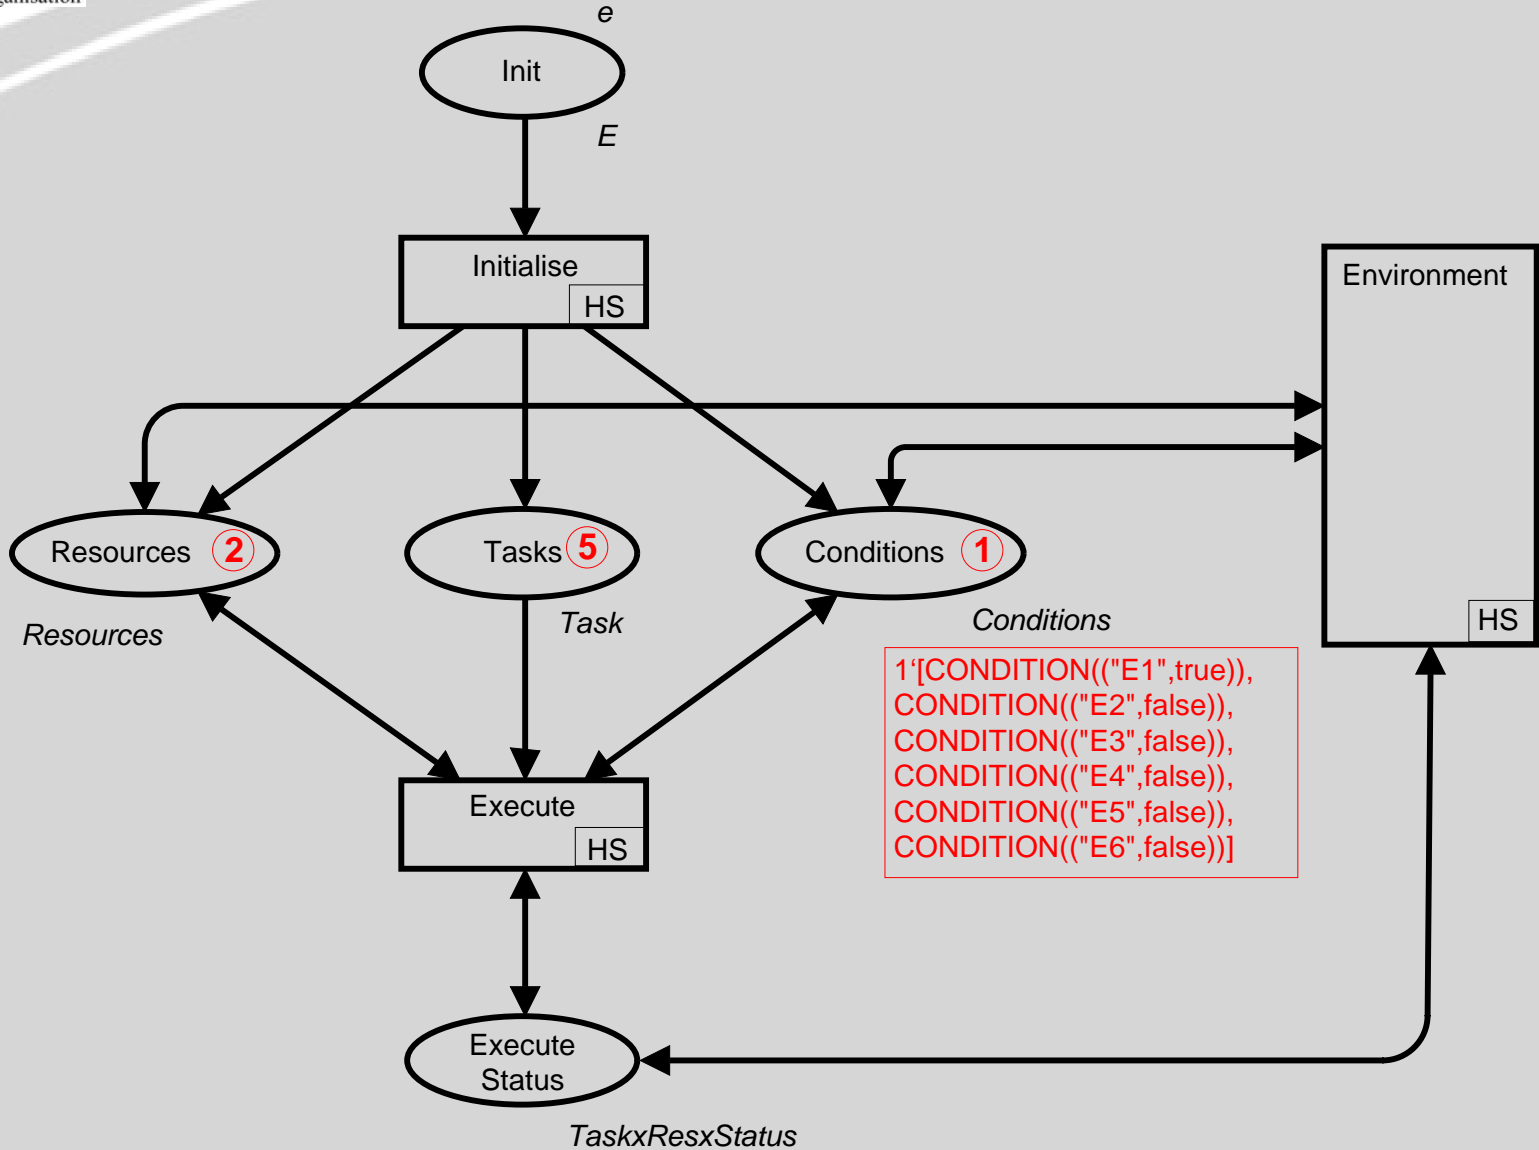 e
Init
E
Initialise
HS
Environment
Resources 2
Tasks 5
Conditions 1
Resources
Task
Conditions
HS
1‘[CONDITION(("E1",true)),
CONDITION(("E2",false)),
CONDITION(("E3",false)),
CONDITION(("E4",false)),
CONDITION(("E5",false)),
CONDITION(("E6",false))]
Execute
HS
Execute
Status
TaskxResxStatus